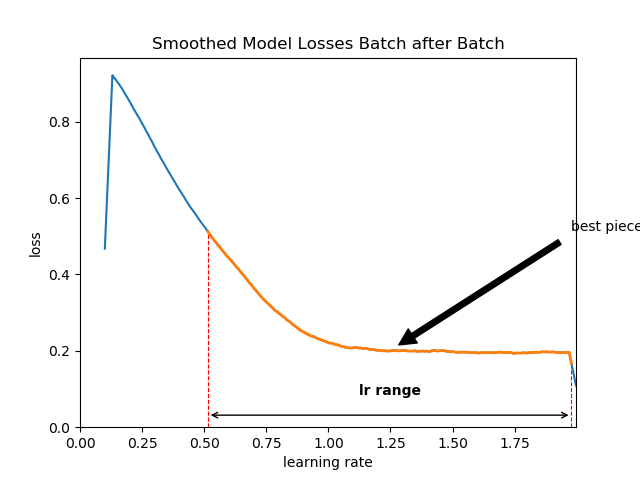 Smoothed Model Losses Batch after Batch
0.8
0.6
0.4
0.2
0.0
loss
best piece
lr range
0.00 0.25 0.50 0.75 1.00 1.25 1.50 1.75
learning rate